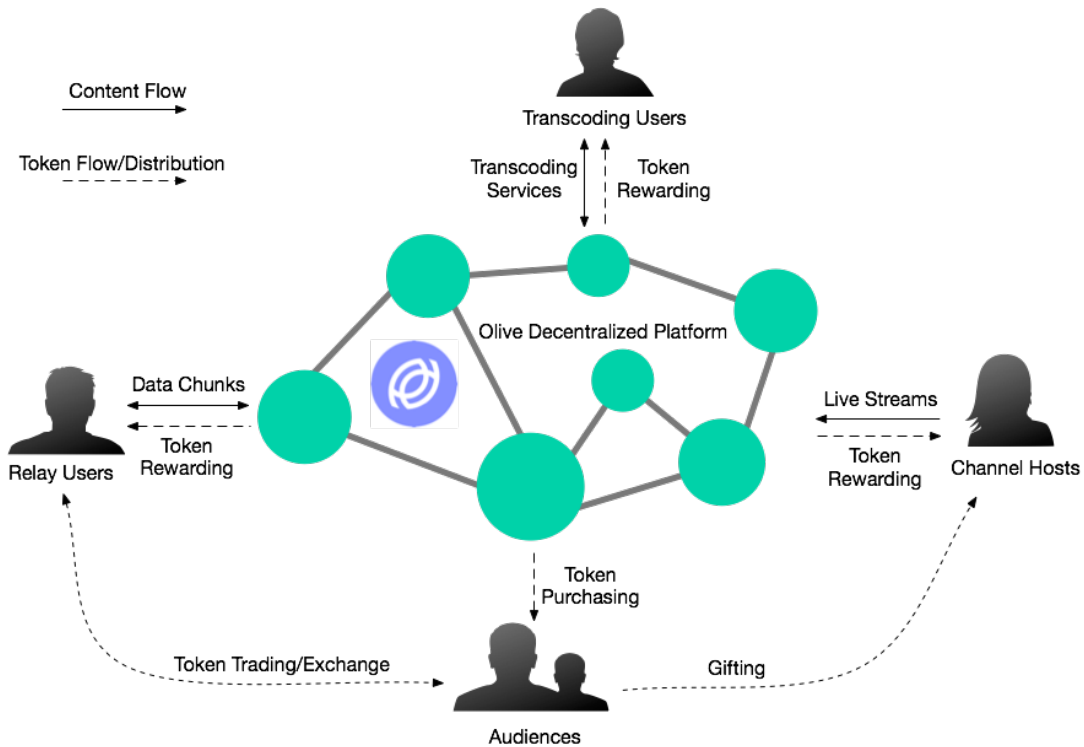 Content Flow
Token Flow/Distribution
Transcoding Users
Transcoding
Services
Token
Rewarding
Olive Decentralized Platform
Data Chunks
Token
Rewarding
Relay Users
Live Streams
Token
Rewarding
Channel Hosts
Token
Purchasing
Token Trading/Exchange
Gifting
Audiences